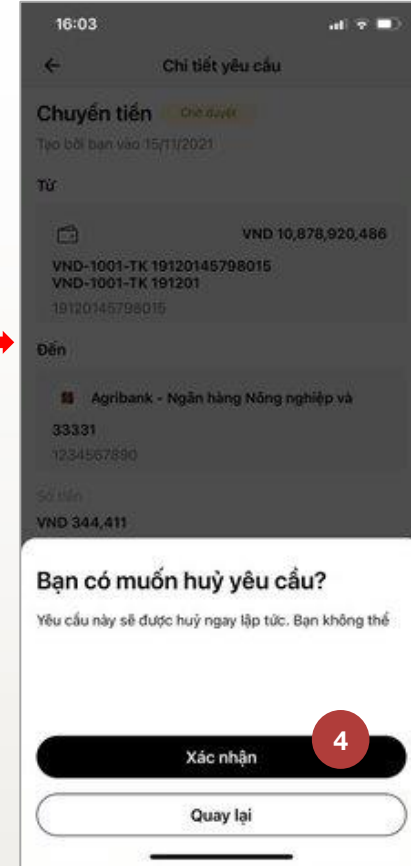 16:03
Chi tiết yêu cầu
Chuyển tiền Chờ duyệt
Tạo bởi bạn vào 15/11/2021
Từ
VND 10,878,920,486
VND-1001-TK 19120145798015
VND-1001-TK 191201
19120145798015
Đến
Agribank - Ngân hàng Nông nghiệp và
33331
1234567890
Số tiền
VND 344,411
Bạn có muốn huỷ yêu cầu?
Yêu cầu này sẽ được huỷ ngay lập tức. Bạn không thể
Xác nhận
4
Quay lại